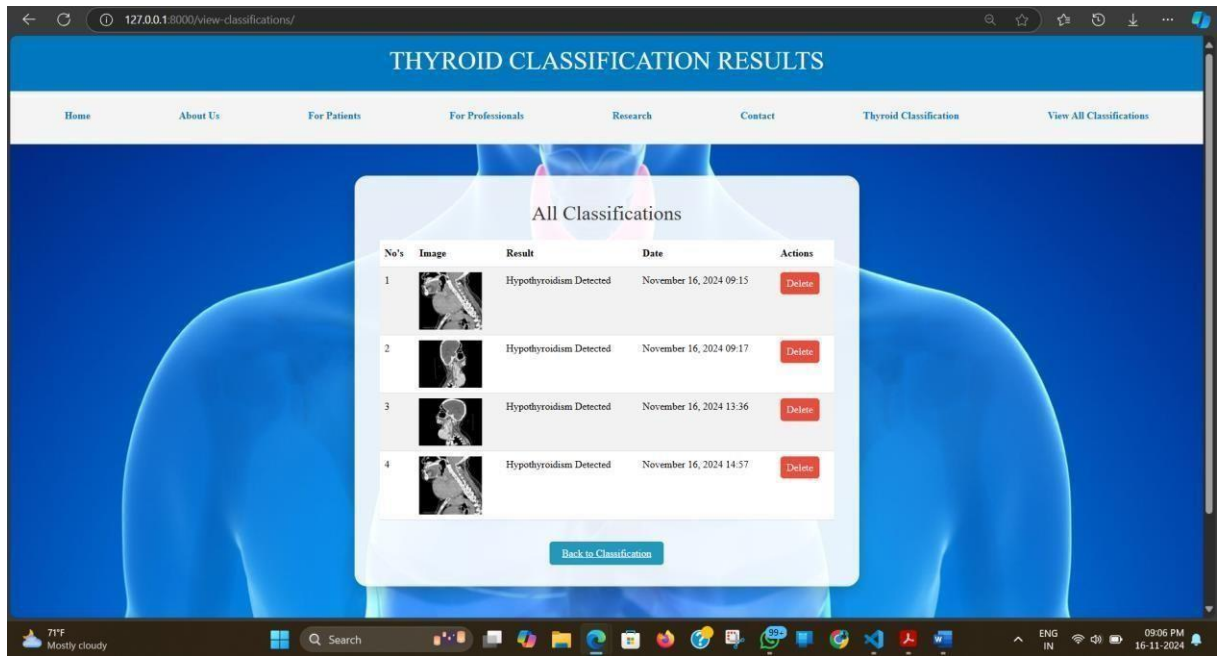 127.0.0.1:8000/view-classifications/
THYROID CLASSIFICATION RESULTS
Home About Us For Patients For Professionals Research Contact Thyroid Classification View All Classifications
All Classifications
No's Image Result Date Actions
1 Hypothyroidism Detected November 16, 2024 09:15 Delete
2 Hypothyroidism Detected November 16, 2024 09:17 Delete
3 Hypothyroidism Detected November 16, 2024 13:36 Delete
4 Hypothyroidism Detected November 16, 2024 14:57 Delete
Back to Classification
71°F
Mostly cloudy
Search
99+
ENG
IN
09:06 PM
16-11-2024